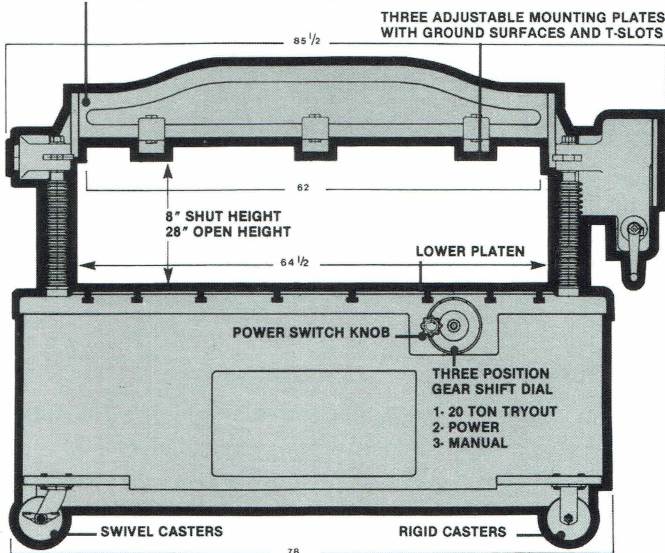 THREE ADJUSTABLE MOUNTING PLATES
WITH GROUND SURFACES AND T-SLOTS
85 1/2
62
8" SHUT HEIGHT
28" OPEN HEIGHT
64 1/2
LOWER PLATEN
POWER SWITCH KNOB
THREE POSITION
GEAR SHIFT DIAL
1- 20 TON TRYOUT
2- POWER
3- MANUAL
SWIVEL CASTERS
RIGID CASTERS
78